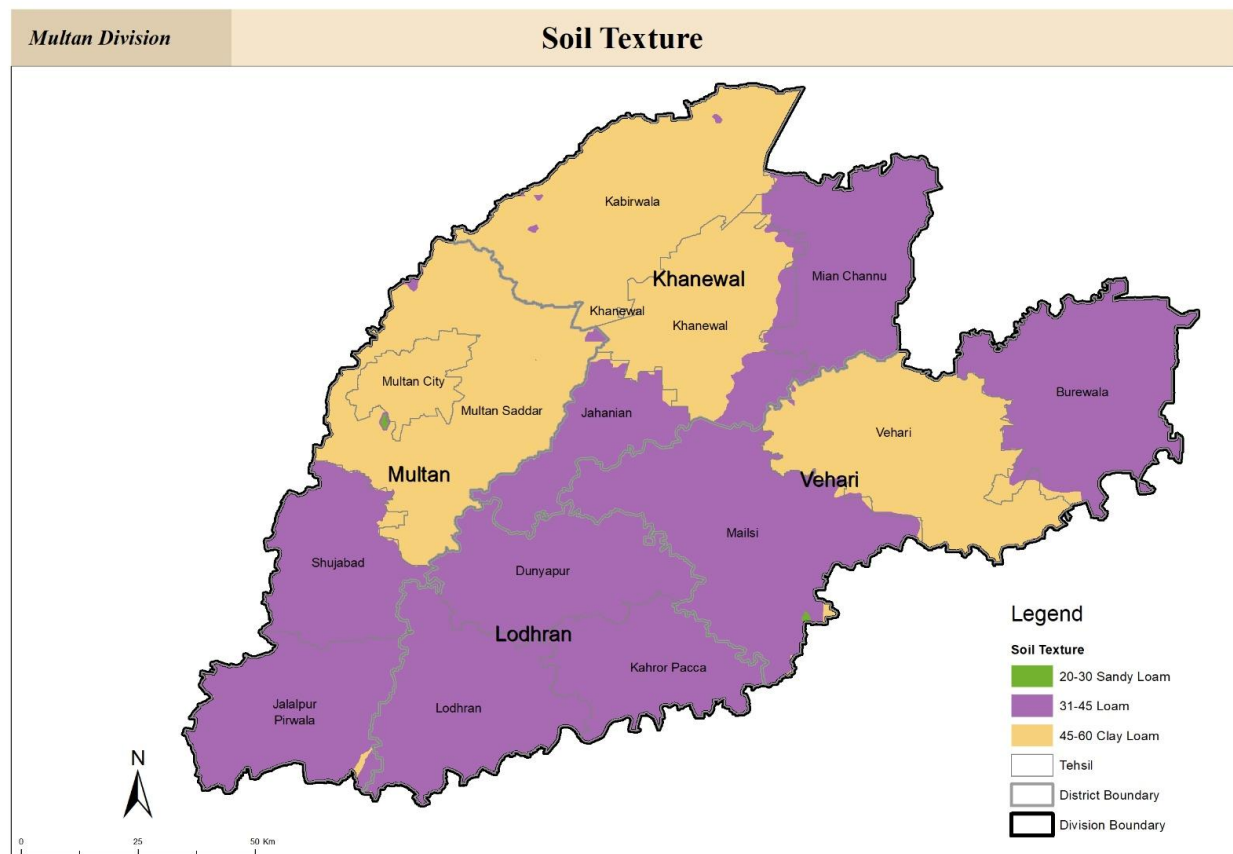 Multan Division
Soil Texture
Kabirwala
Khanewal
Mian Channu
Khanewal
Khanewal
Multan City
Multan Saddar
Jahanian
Burewala
Vehari
Multan
Vehari
Mailsi
Shujabad
Dunyapur
Lodhran
Kahror Pacca
Jalalpur
Pirwala
Lodhran
N
0 25 50 Km
Legend
Soil Texture
20-30 Sandy Loam
31-45 Loam
45-60 Clay Loam
Tehsil
District Boundary
Division Boundary